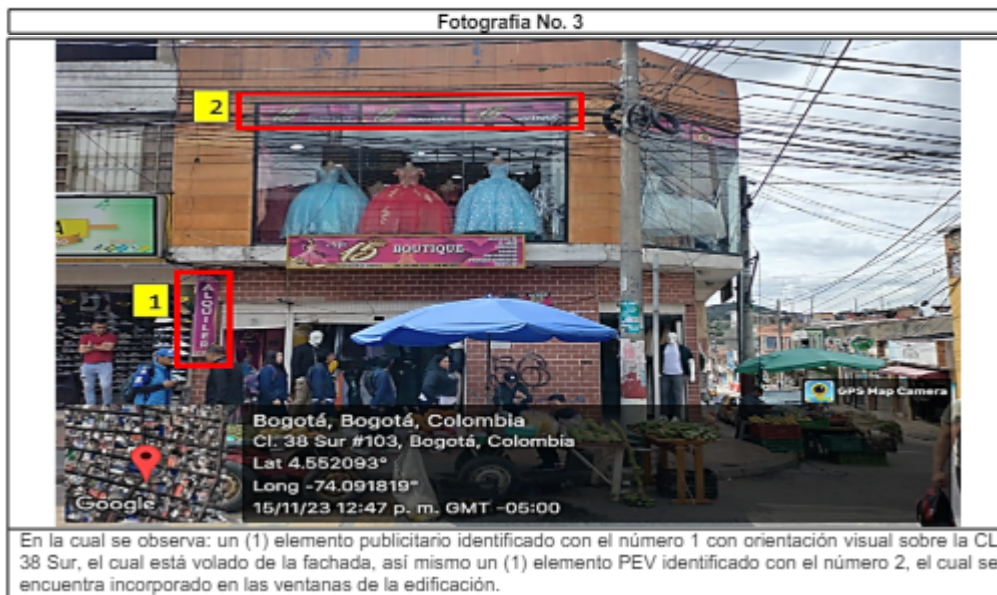 Fotografia No. 3
2
15
BOUTIQUE
1
ALQUILER
GPS Map Camera
Bogotá, Bogotá, Colombia
Cl. 38 Sur #103, Bogotá, Colombia
Lat 4.552093°
Long -74.091819°
15/11/23 12:47 p. m. GMT -05:00
Google
En la cual se observa: un (1) elemento publicitario identificado con el número 1 con orientación visual sobre la CL
38 Sur, el cual está volado de la fachada, así mismo un (1) elemento PEV identificado con el número 2, el cual se
encuentra incorporado en las ventanas de la edificación.